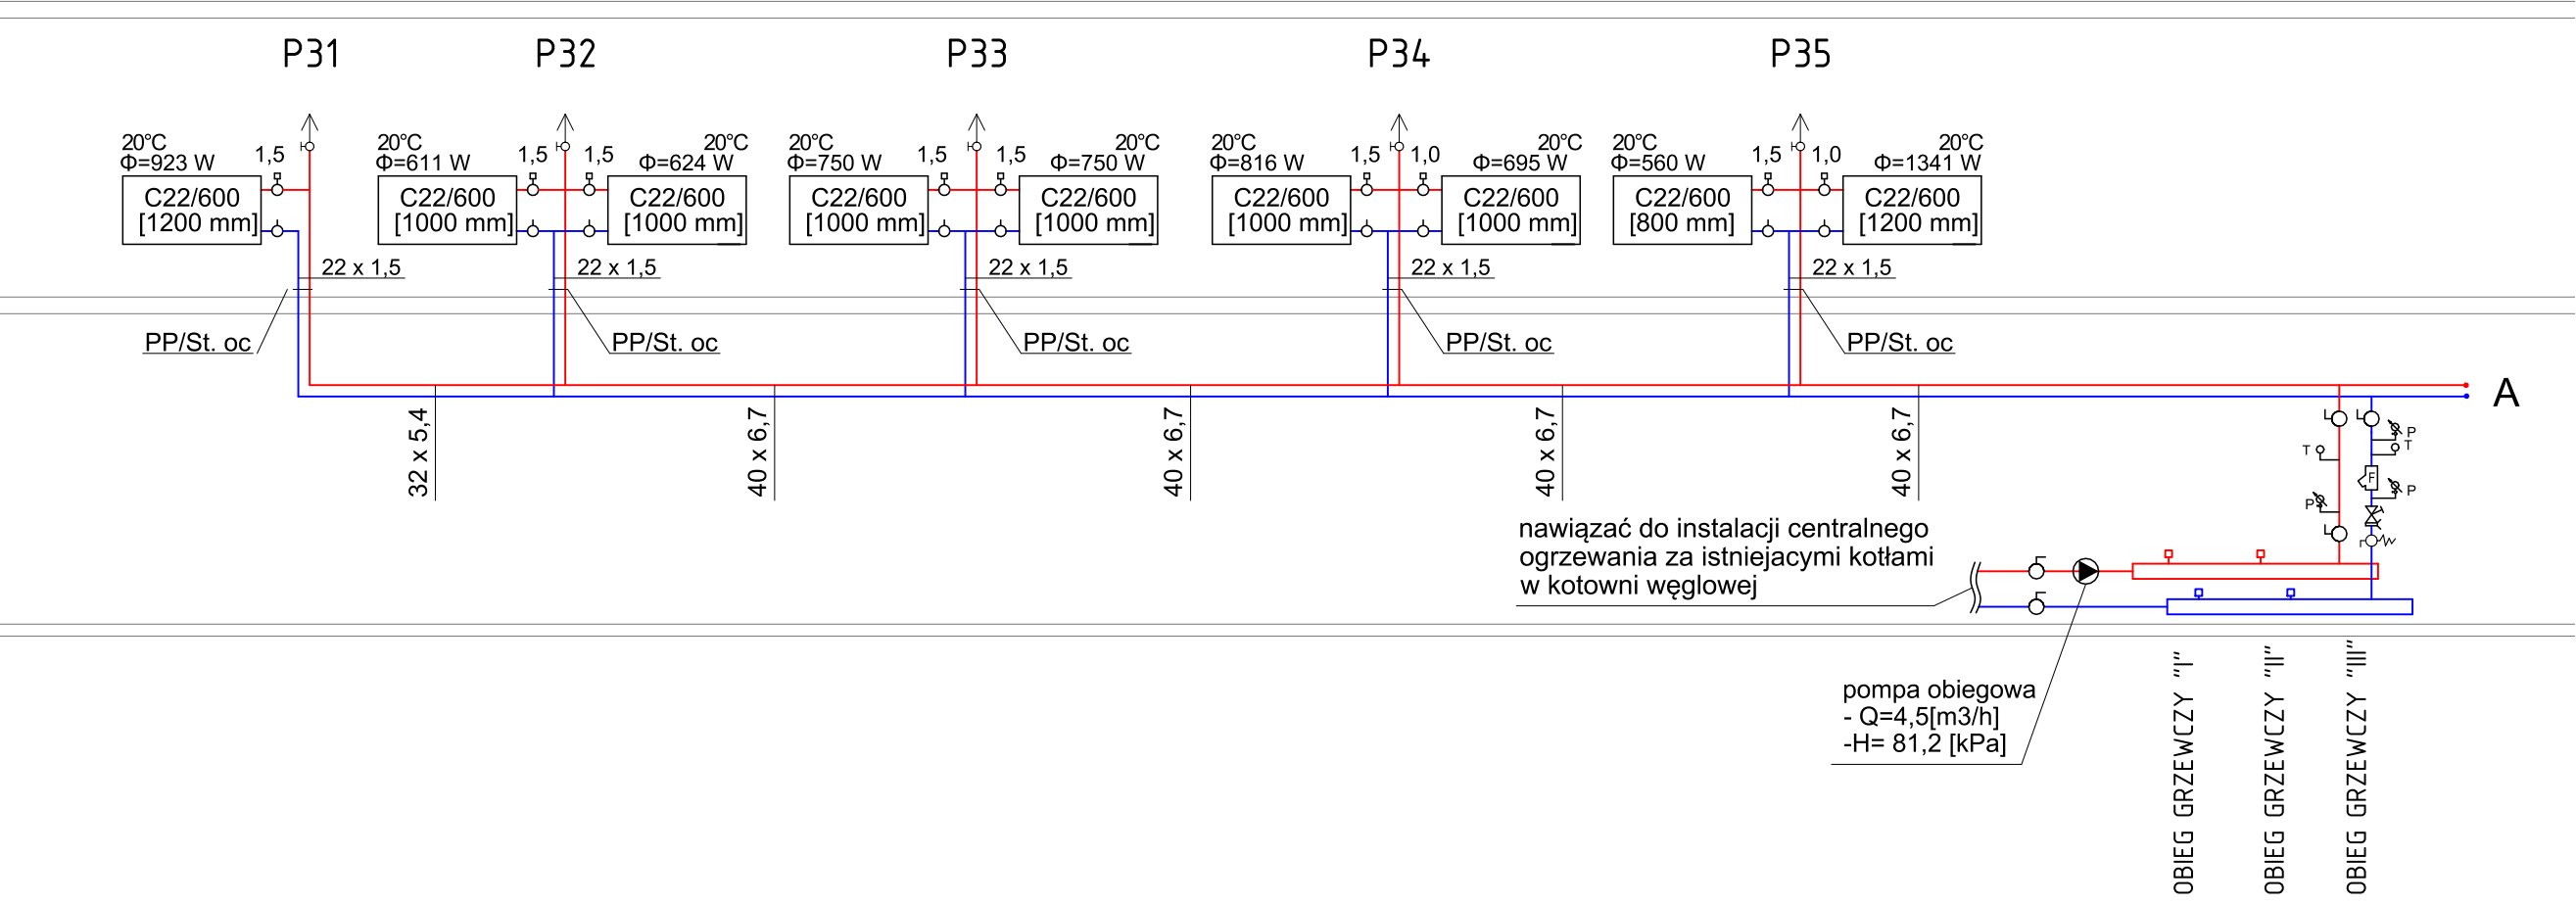 P31
P32
P33
P34
P35
20°C
Φ=923 W
1,5
C22/600
[1200 mm]
22 x 1,5
PP/St. oc
20°C
Φ=611 W
1,5
C22/600
[1000 mm]
1,5
20°C
Φ=624 W
C22/600
[1000 mm]
22 x 1,5
PP/St. oc
20°C
Φ=750 W
1,5
C22/600
[1000 mm]
1,5
20°C
Φ=750 W
C22/600
[1000 mm]
22 x 1,5
PP/St. oc
20°C
Φ=816 W
1,5
C22/600
[1000 mm]
1,0
20°C
Φ=695 W
C22/600
[1000 mm]
22 x 1,5
PP/St. oc
20°C
Φ=560 W
1,5
C22/600
[800 mm]
1,0
20°C
Φ=1341 W
C22/600
[1200 mm]
22 x 1,5
PP/St. oc
A
32 x 5,4
40 x 6,7
40 x 6,7
40 x 6,7
40 x 6,7
P
T
T
F
P
P
nawiązać do instalacji centralnego
ogrzewania za istniejacymi kotłami
w kotowni węglowej
pompa obiegowa
- Q=4,5[m3/h]
-H= 81,2 [kPa]
OBIEG GRZEWCZY "I"
OBIEG GRZEWCZY "II"
OBIEG GRZEWCZY "III"